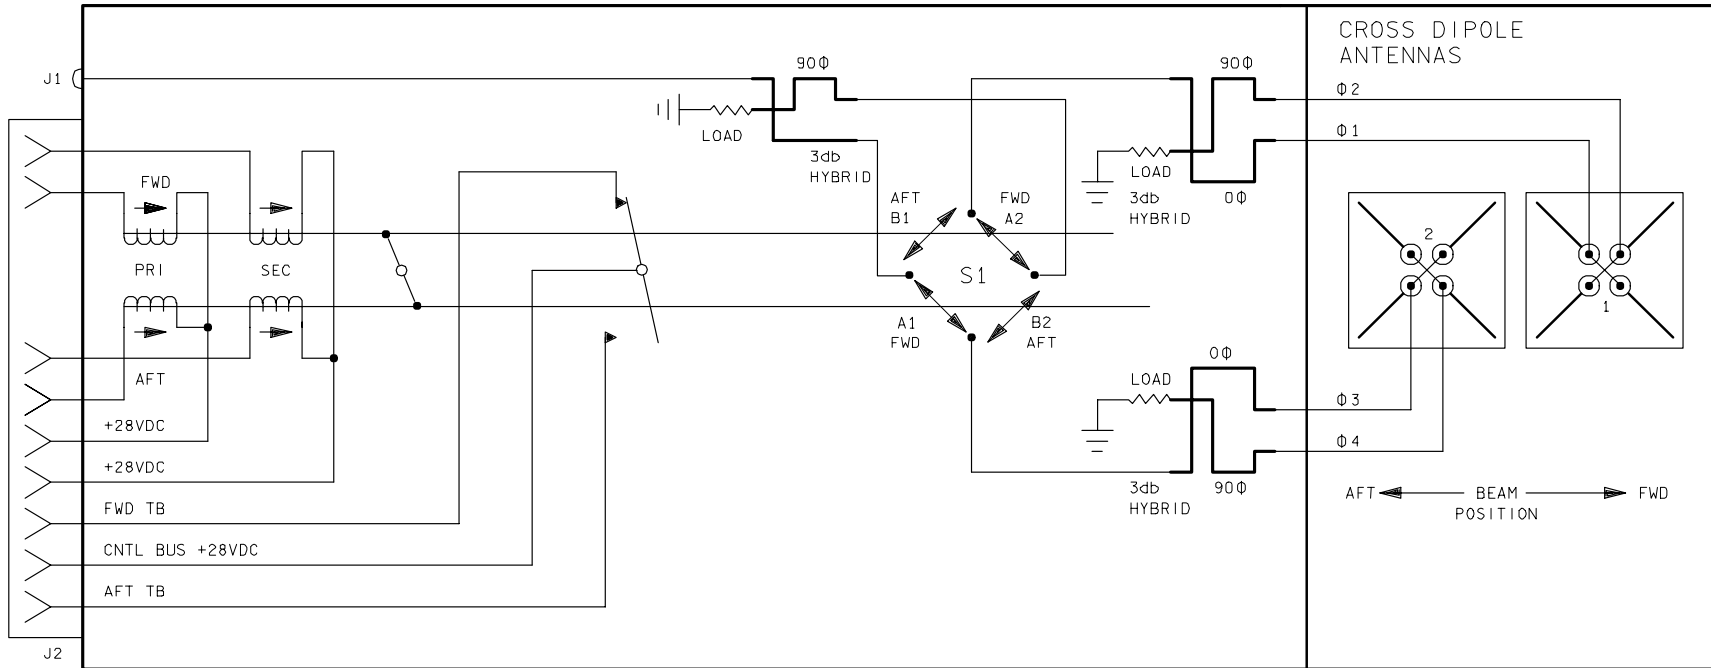 CROSS DIPOLE
ANTENNAS
J1
90Φ
90Φ
Φ2
LOAD
Φ1
3db
HYBRID
LOAD
3db
HYBRID
0Φ
FWD
AFT
B1
FWD
A2
2
PRI
SEC
S1
1
A1
FWD
B2
AFT
0Φ
AFT
LOAD
Φ3
+28VDC
Φ4
+28VDC
3db
HYBRID
90Φ
AFT
BEAM
POSITION
FWD
FWD TB
CNTL BUS +28VDC
AFT TB
J2